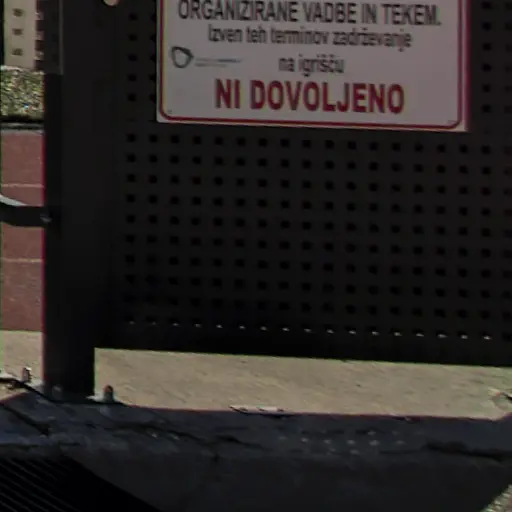 ORGANIZIRANE VADBE IN TEKEM.
Izven teh terminov zadrževanje
na igrišču
NI DOVOLJENO